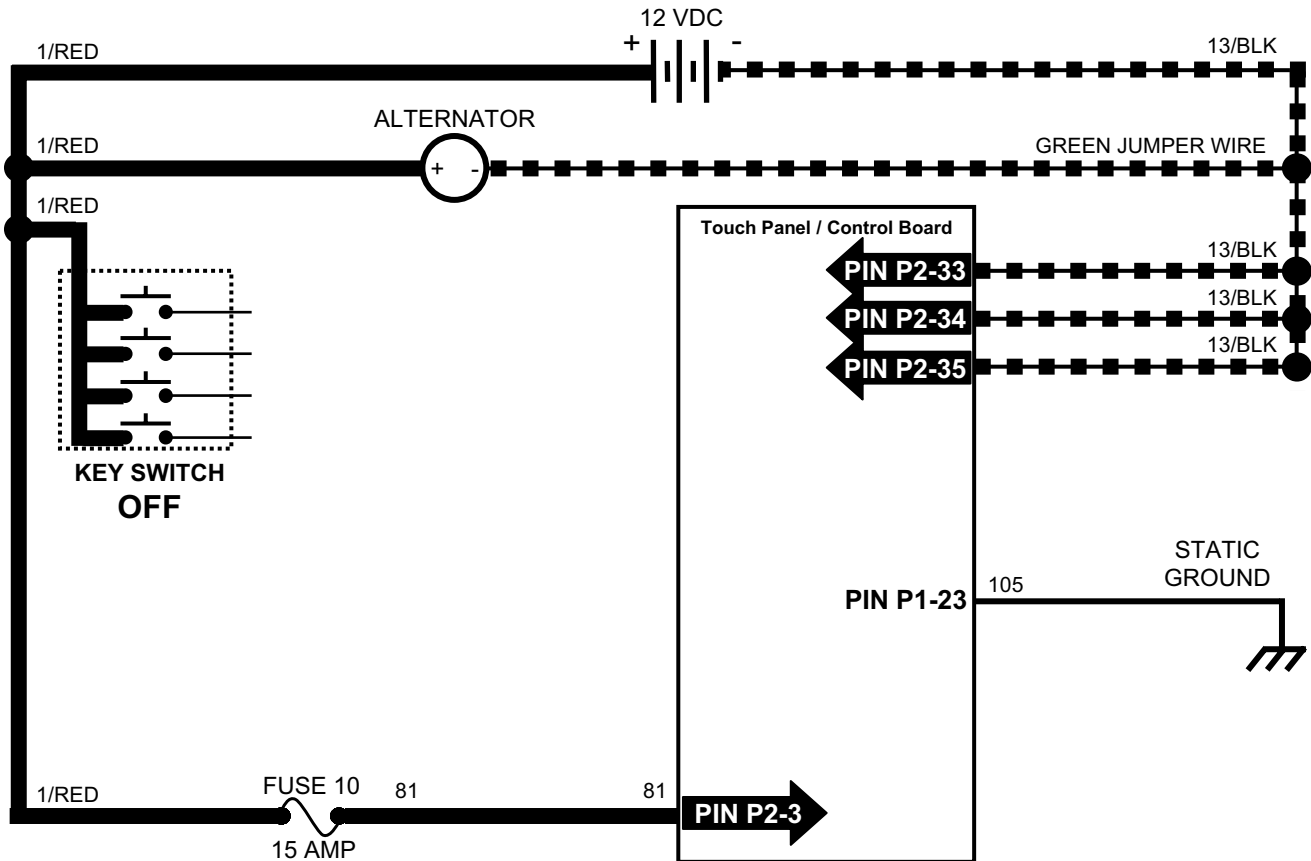 12 VDC
+ -
1/RED
13/BLK
ALTERNATOR
1/RED
+ -
GREEN JUMPER WIRE
1/RED
Touch Panel / Control Board
13/BLK
PIN P2-33
13/BLK
PIN P2-34
13/BLK
PIN P2-35
KEY SWITCH
OFF
STATIC
GROUND
PIN P1-23
105
1/RED
FUSE 10
81
81
PIN P2-3
15 AMP